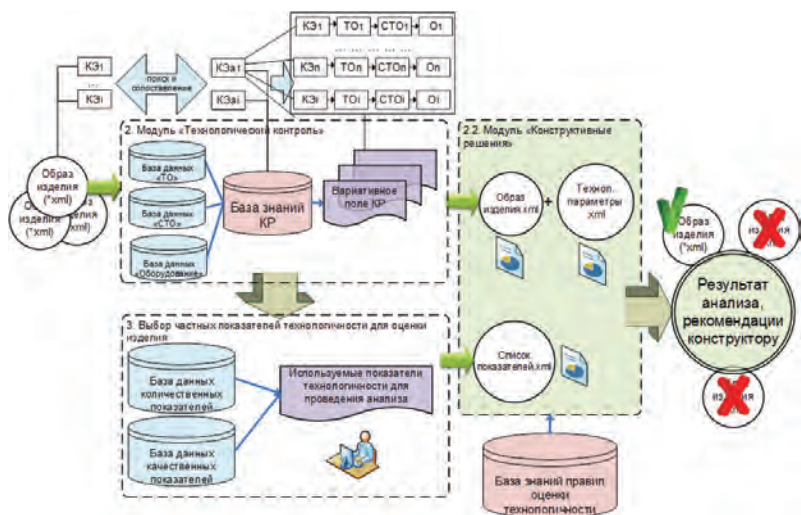 КЭ1 ТО1 СТО1 О1
... ... ... ...
КЭn ТОn СТОn Оn
КЭi ТОi СТОi Оi
КЭ1
...
КЭi
поиск и
сопоставление
КЭа1
КЭаi
2. Модуль «Технологический контроль»
База данных
«ТО»
База данных
«СТО»
База данных
«Оборудование»
База знаний
КР
Вариативное
поле КР
Образ
изделия
(*xml)
изделия
(*xml)
xml)
2.2. Модуль «Конструктивные
решения»
Образ
изделия.xml
+
Технол.
параметры
.xml
Список
показателей.xml
3. Выбор частных показателей технологичности для оценки
изделия
База данных
количественных
показателей
База данных
качественных
показателей
Используемые показатели
технологичности для
проведения анализа
База знаний правил
оценки
технологичности
Образ
изделия
(*xml)
Результат
анализа,
рекомендации
конструктору